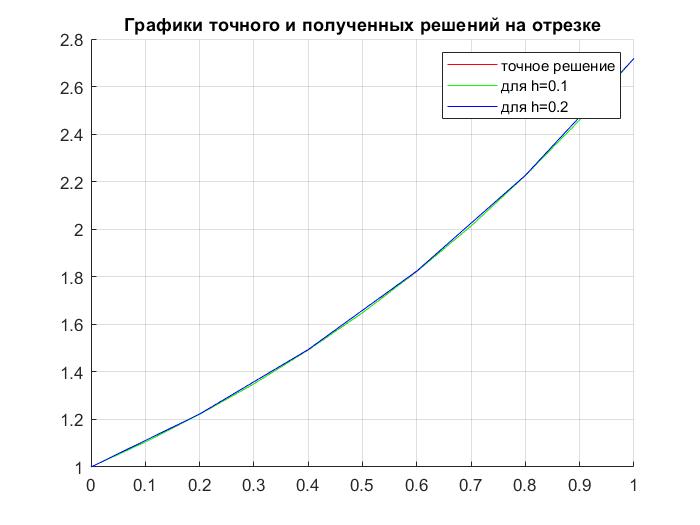 Графики точного и полученных решений на отрезке
2.8
2.6
2.4
2.2
2
1.8
1.6
1.4
1.2
1
точное решение
для h=0.1
для h=0.2
0 0.1 0.2 0.3 0.4 0.5 0.6 0.7 0.8 0.9 1